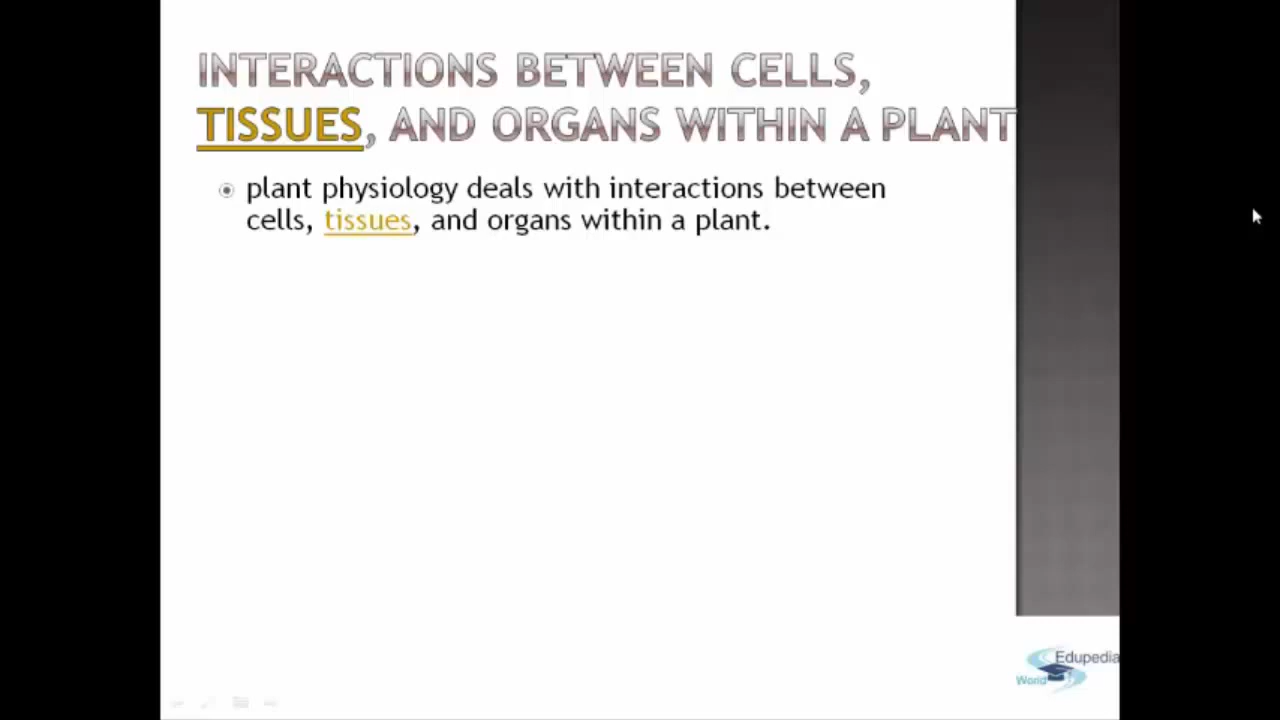 INTERACTIONS BETWEEN CELLS,
TISSUES, AND ORGANS WITHIN A PLANT
plant physiology deals with interactions between
cells, tissues, and organs within a plant.
Edupedia
World